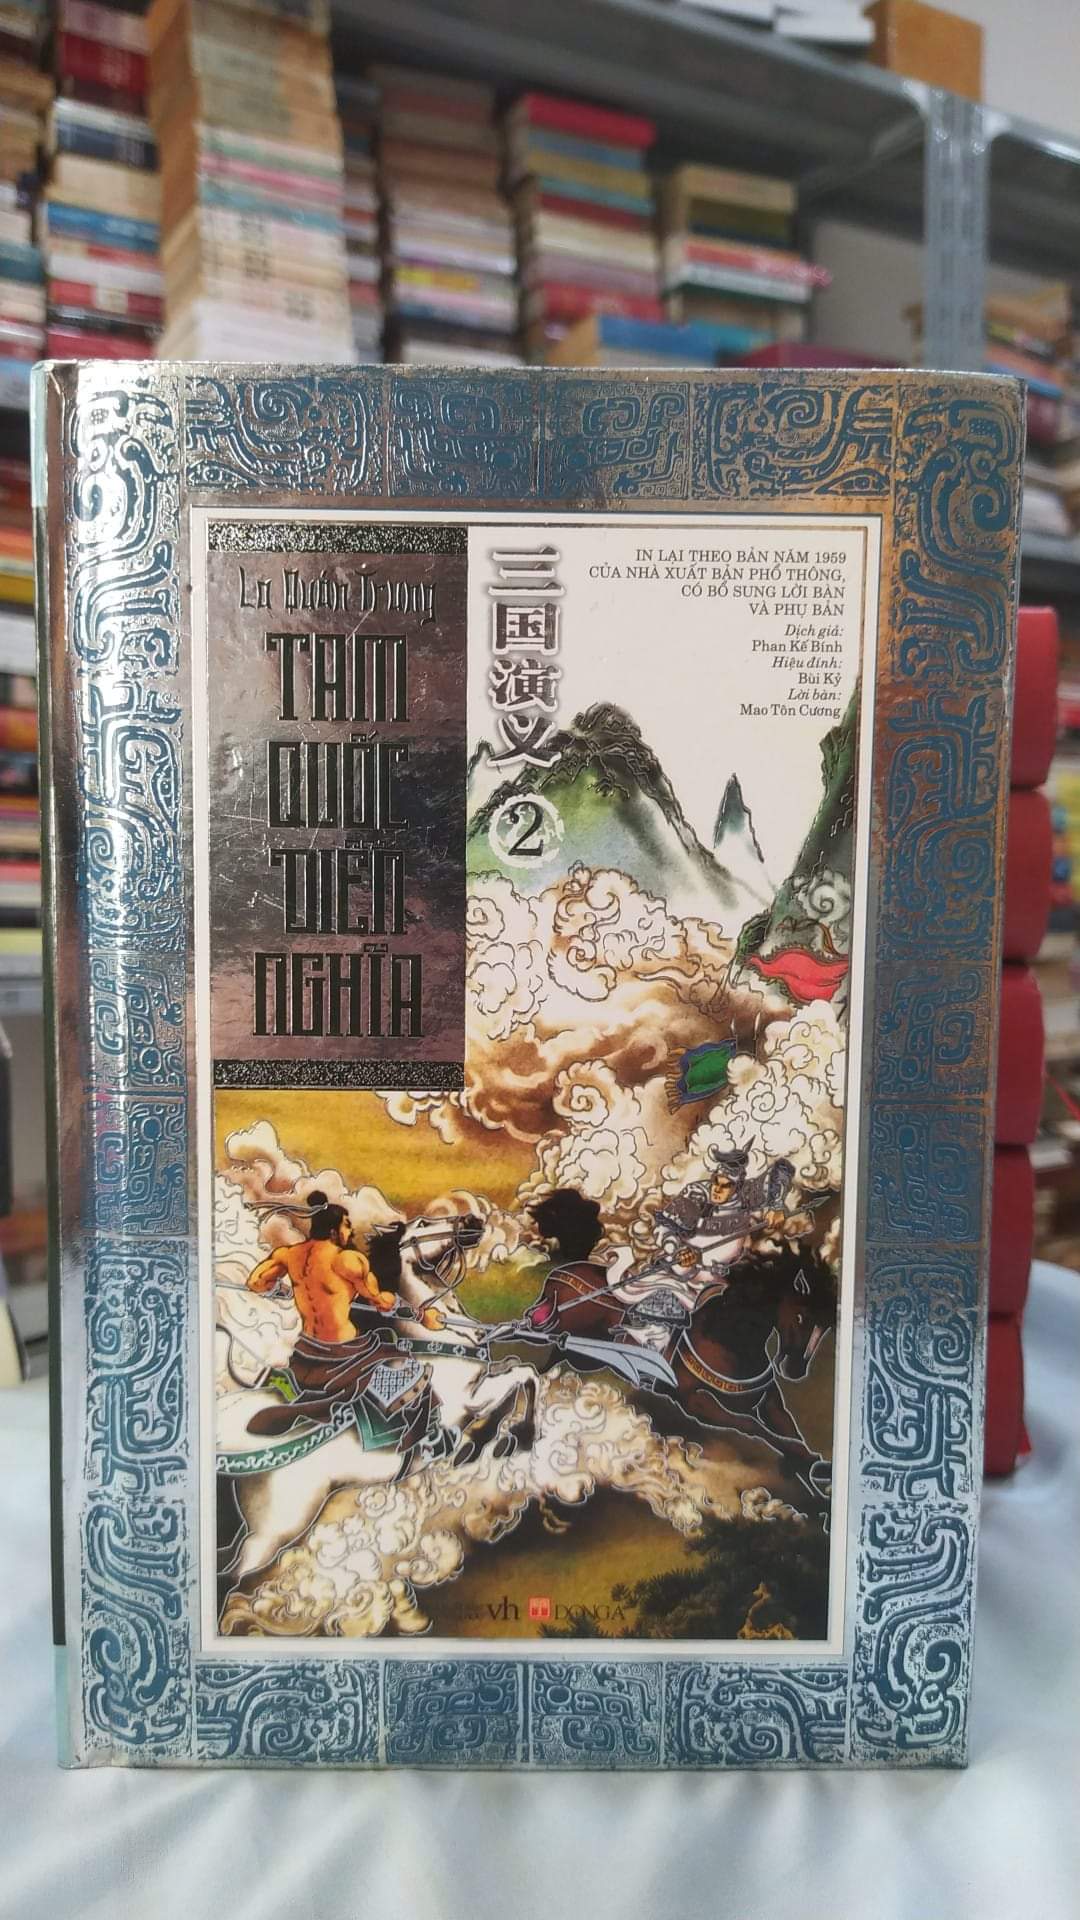 La Quán Trung
TAM
QUỐC
DIỄN
NGHĨA
三国演义
2
IN LẠI THEO BẢN NĂM 1959
CỦA NHÀ XUẤT BẢN PHỔ THÔNG,
CÓ BỔ SUNG LỜI BÀN
VÀ PHỤ BẢN
Dịch giả:
Phan Kế Bính
Hiệu đính:
Bùi Kỷ
Lời bàn:
Mao Tôn Cương
vh ĐÔNG A